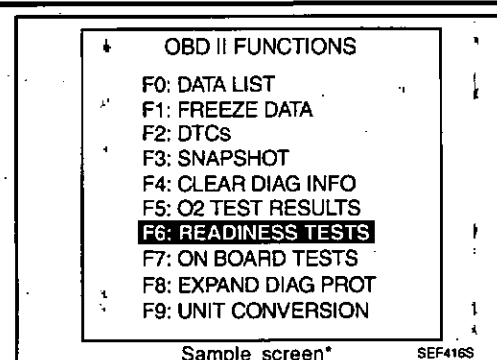 OBD II FUNCTIONS
F0: DATA LIST
F1: FREEZE DATA
F2: DTCs
F3: SNAPSHOT
F4: CLEAR DIAG INFO
F5: O2 TEST RESULTS
F6: READINESS TESTS
F7: ON BOARD TESTS
F8: EXPAND DIAG PROT
F9: UNIT CONVERSION
Sample screen*
SEF416S